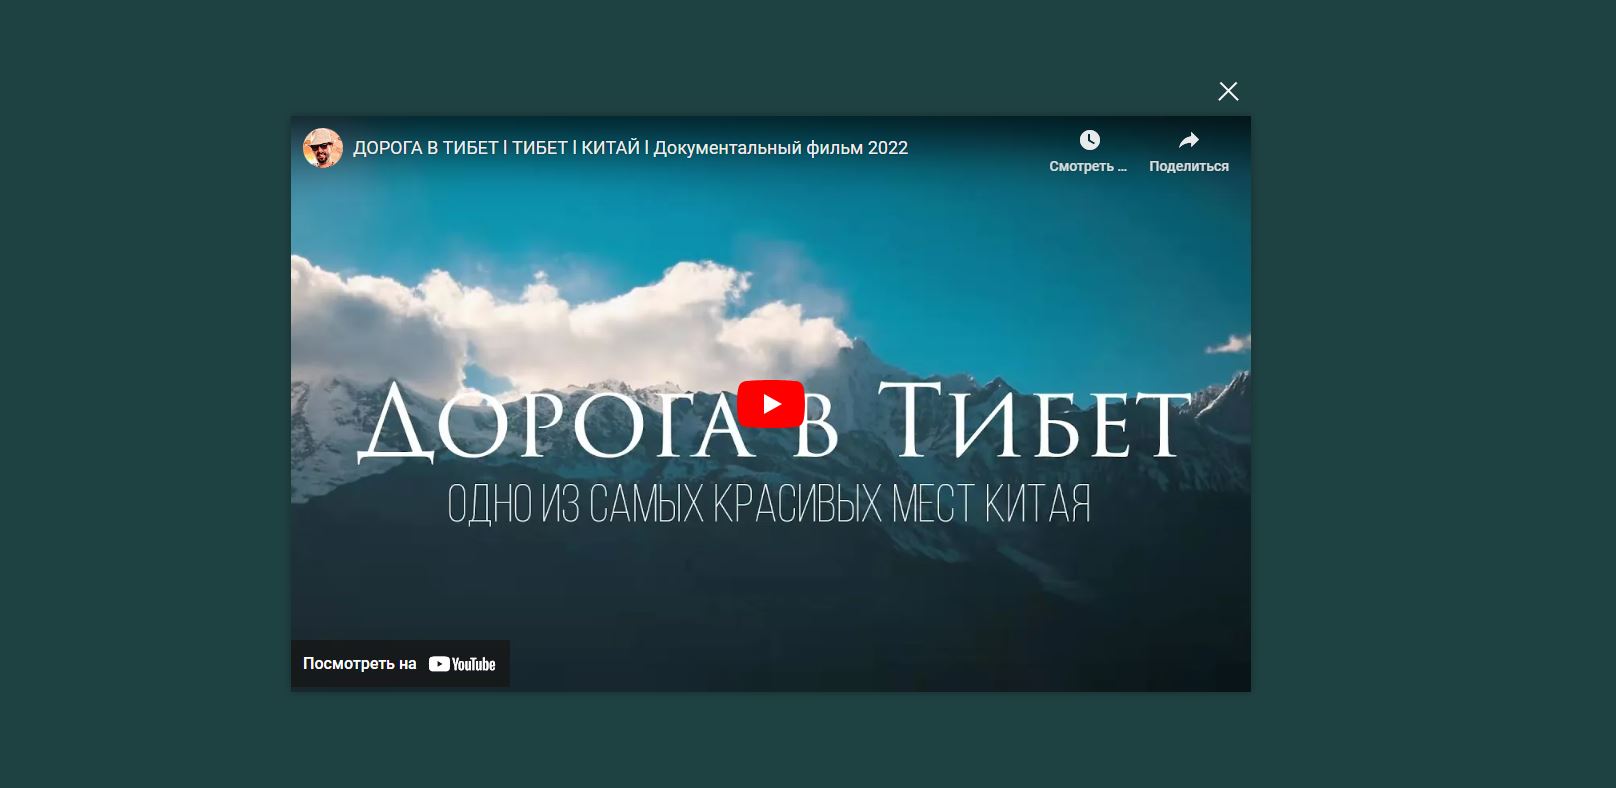 ДОРОГА В ТИБЕТ l ТИБЕТ l КИТАЙ l Документальный фильм 2022
Смотреть ...
Поделиться
ДОРОГА В ТИБЕТ
ОДНО ИЗ САМЫХ КРАСИВЫХ МЕСТ КИТАЯ
Посмотреть на YouTube